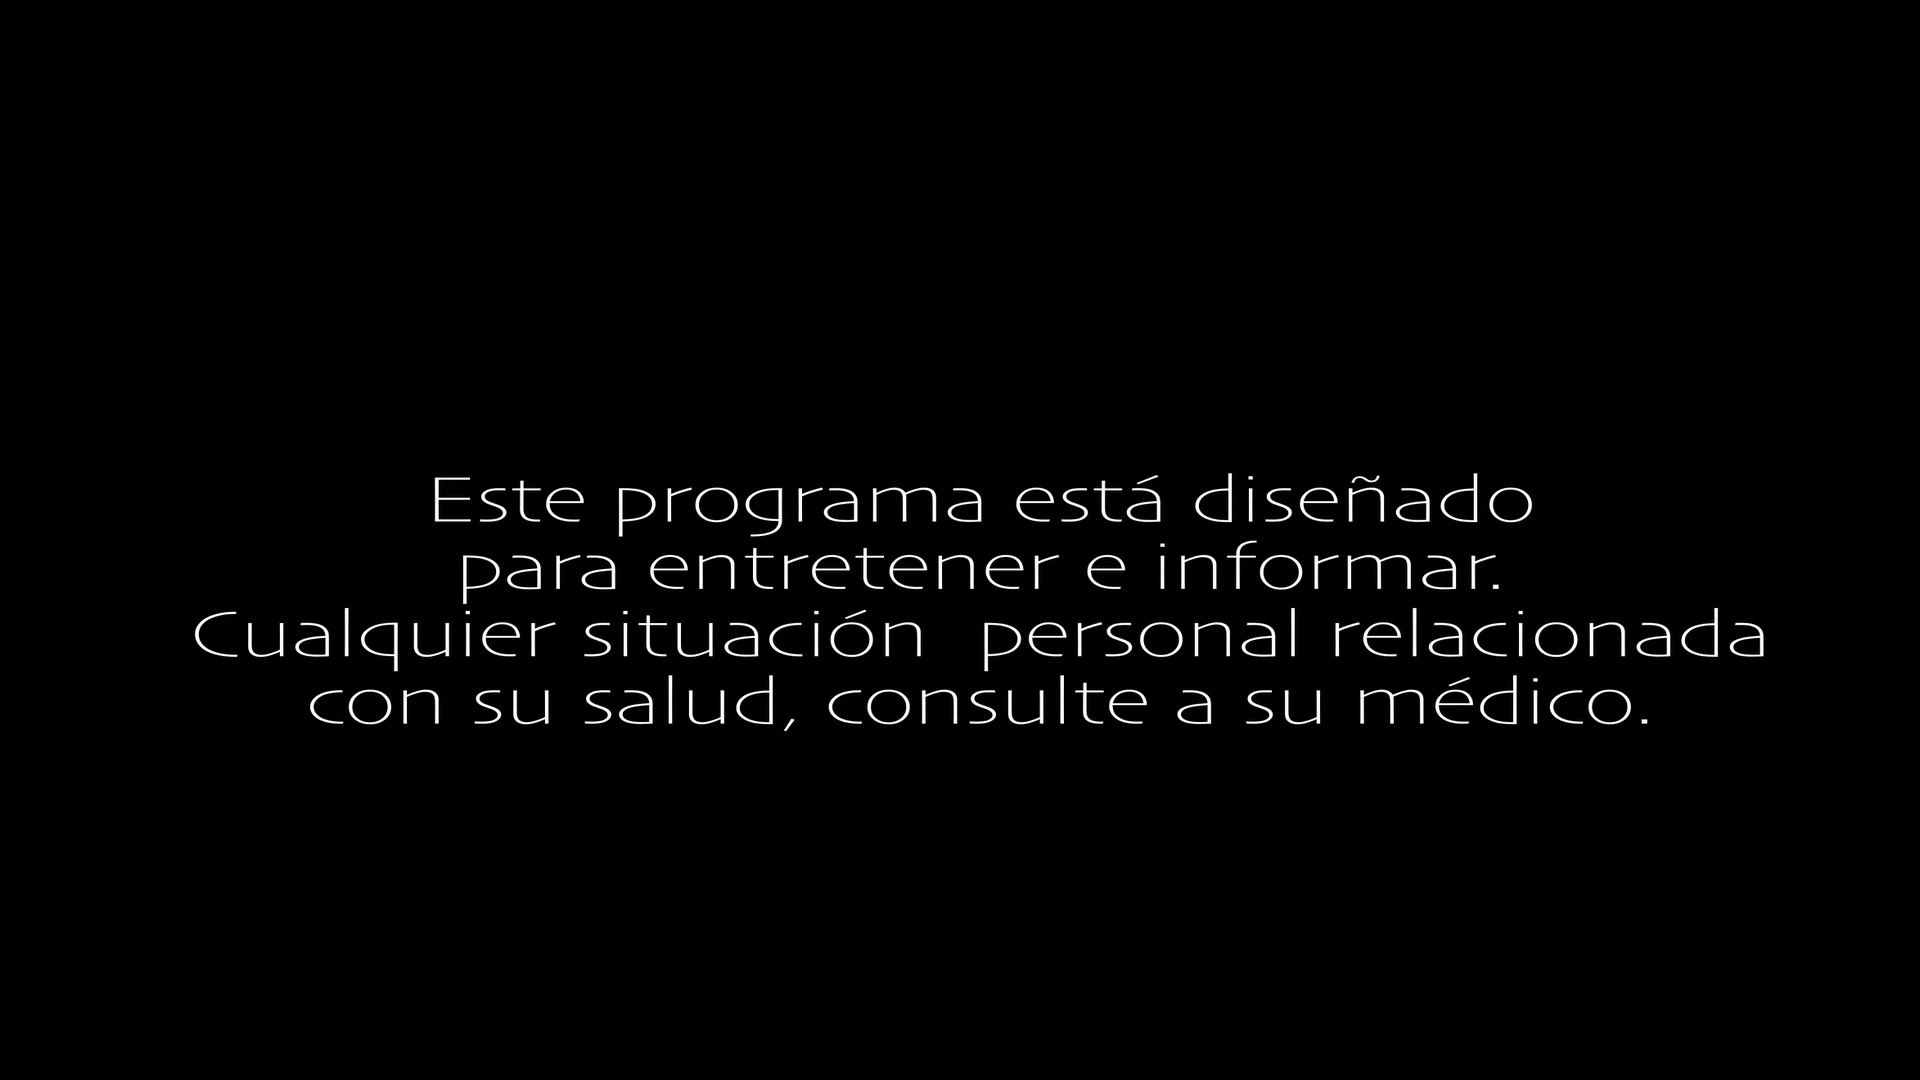 Este programa está diseñado
para entretener e informar.
Cualquier situación  personal relacionada
con su salud, consulte a su médico.